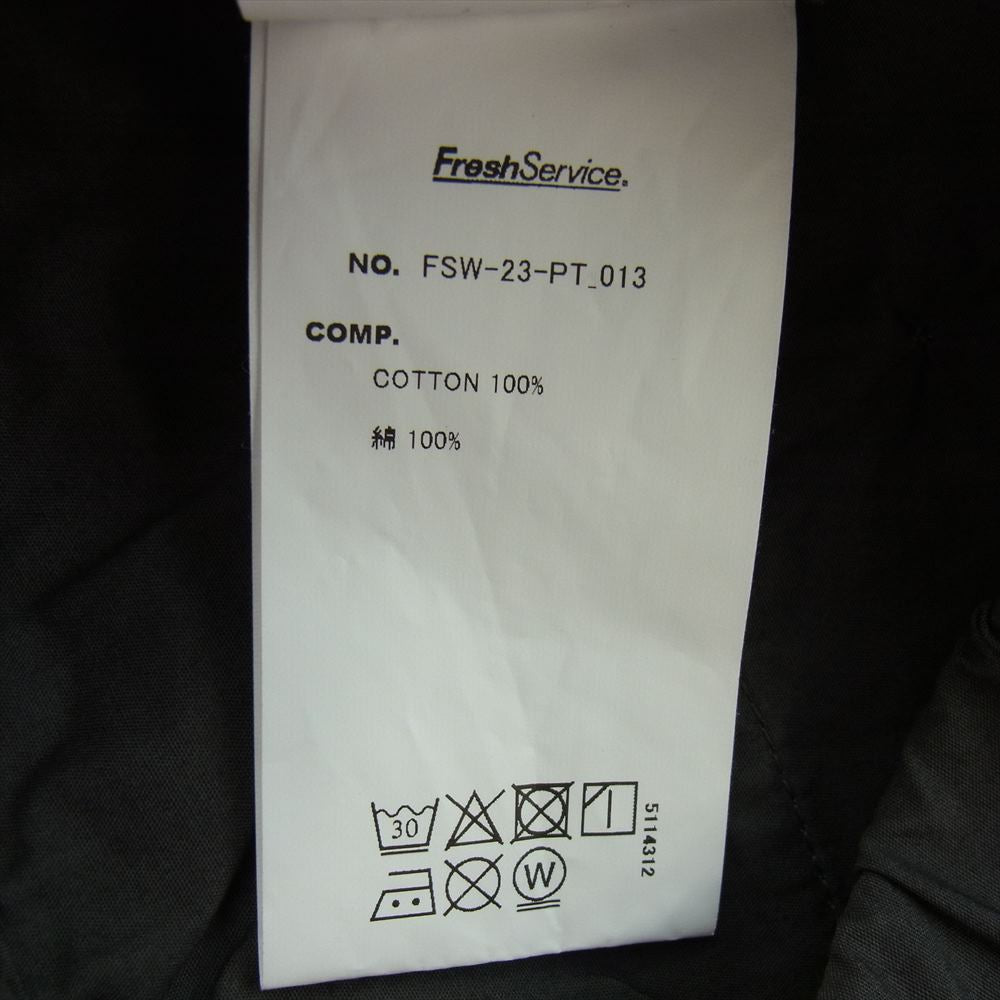 FreshService.
NO. FSW-23-PT_013
COMP.
COTTON 100%
綿 100%
30
W
5114312